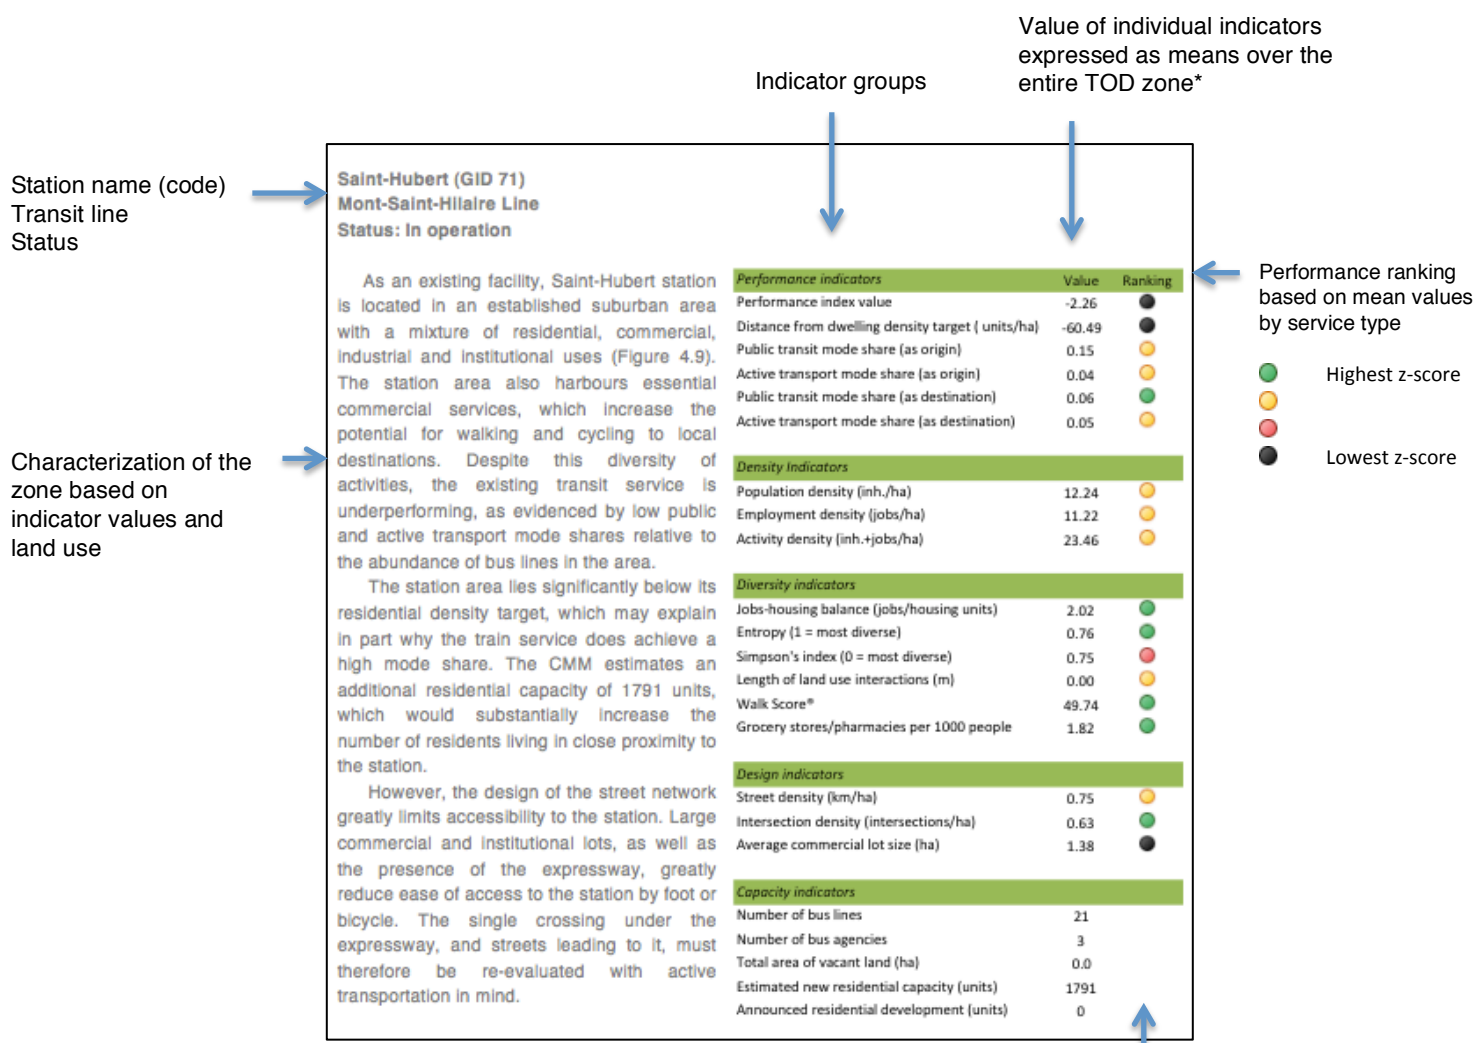 Value of individual indicators
expressed as means over the
entire TOD zone*
Indicator groups
Station name (code)
Transit line
Status
Characterization of the
zone based on
indicator values and
land use
Saint-Hubert (GID 71)
Mont-Saint-Hilaire Line
Status: In operation
As an existing facility, Saint-Hubert station
is located in an established suburban area
with a mixture of residential, commercial,
industrial and institutional uses (Figure 4.9).
The station area also harbours essential
commercial services, which increase the
potential for walking and cycling to local
destinations. Despite this diversity of
activities, the existing transit service is
underperforming, as evidenced by low public
and active transport mode shares relative to
the abundance of bus lines in the area.
The station area lies significantly below its
residential density target, which may explain
in part why the train service does achieve a
high mode share. The CMM estimates an
additional residential capacity of 1791 units,
which would substantially increase the
number of residents living in close proximity to
the station.
However, the design of the street network
greatly limits accessibility to the station. Large
commercial and institutional lots, as well as
the presence of the expressway, greatly
reduce ease of access to the station by foot or
bicycle. The single crossing under the
expressway, and streets leading to it, must
therefore be re-evaluated with active
transportation in mind.
Performance indicators Value Ranking
Performance index value -2.26
Distance from dwelling density target ( units/ha) -60.49
Public transit mode share (as origin) 0.15
Active transport mode share (as origin) 0.04
Public transit mode share (as destination) 0.06
Active transport mode share (as destination) 0.05
Density Indicators
Population density (inh./ha) 12.24
Employment density (jobs/ha) 11.22
Activity density (inh.+jobs/ha) 23.46
Diversity indicators
Jobs-housing balance (jobs/housing units) 2.02
Entropy (1 = most diverse) 0.76
Simpson's index (0 = most diverse) 0.75
Length of land use interactions (m) 0.00
Walk Score® 49.74
Grocery stores/pharmacies per 1000 people 1.82
Design indicators
Street density (km/ha) 0.75
Intersection density (intersections/ha) 0.63
Average commercial lot size (ha) 1.38
Capacity indicators
Number of bus lines 21
Number of bus agencies 3
Total area of vacant land (ha) 0.0
Estimated new residential capacity (units) 1791
Announced residential development (units) 0
Performance ranking
based on mean values
by service type
Highest z-score
Lowest z-score